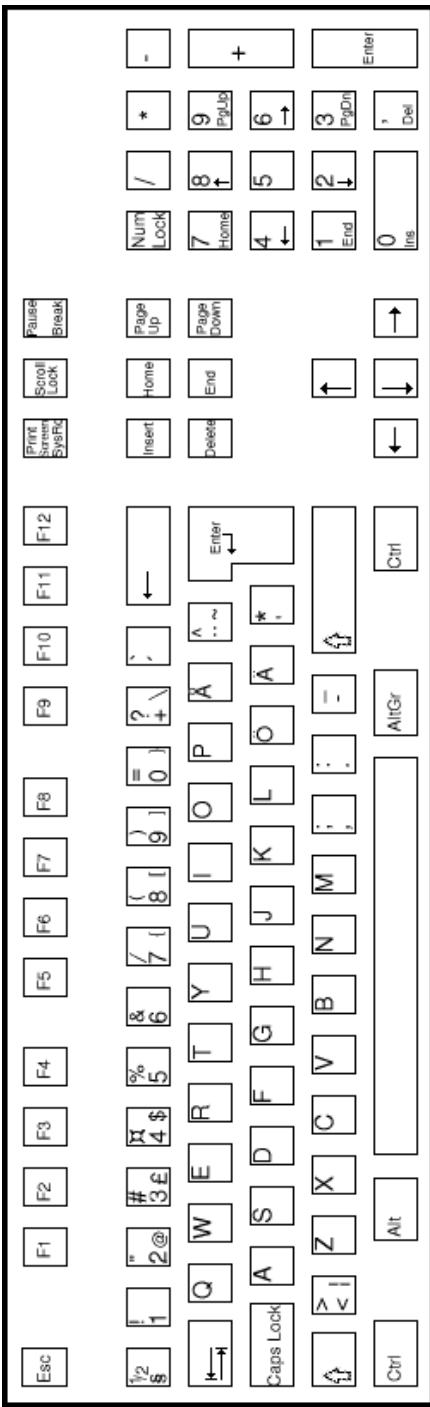 Esc F1 F2 F3 F4 F5 F6 F7 F8 F9 F10 F11 F12 Print Screen SysRq Scroll Lock Pause Break
½ § ! 1 " 2 @ # 3 £ ¤ 4 $ % 5 & 6 / 7 { ( 8 [ ) 9 ] = 0 } ? + \ ` ´ ← Insert Home Page Up Num Lock / * -
Q W E R T Y U I O P Å ^ ¨ ~ Enter Delete End Page Down 7 Home 8 ↑ 9 PgUp +
Caps Lock A S D F G H J K L Ö Ä * ' 4 ← 5 6 →
> < | Z X C V B N M ; , : . _ - 1 End 2 ↓ 3 PgDn Enter
Ctrl Alt AltGr Ctrl ← ↓ → 0 Ins , Del